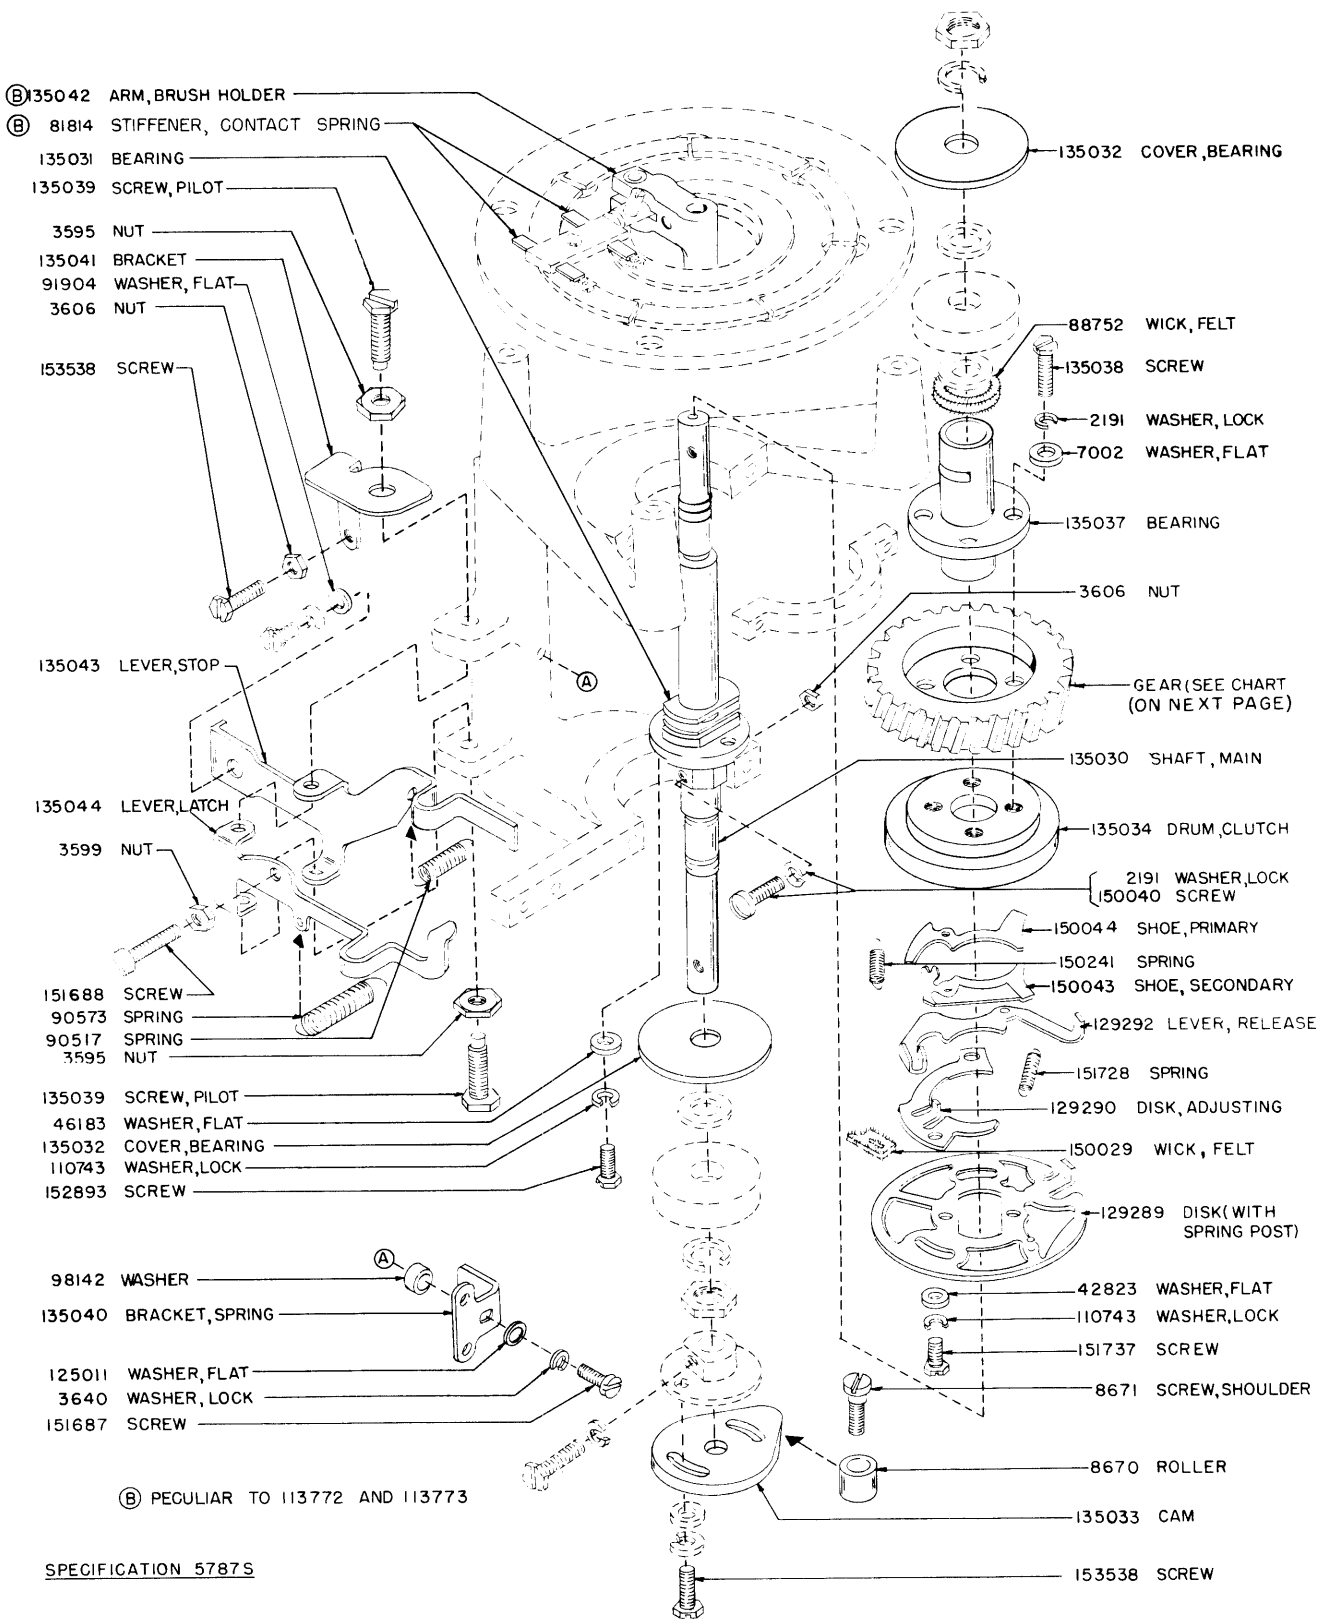 Ⓑ135042 ARM, BRUSH HOLDER
Ⓑ 81814 STIFFENER, CONTACT SPRING
135031 BEARING
135039 SCREW, PILOT
3595 NUT
135041 BRACKET
91904 WASHER, FLAT
3606 NUT
153538 SCREW
135043 LEVER, STOP
135044 LEVER, LATCH
3599 NUT
151688 SCREW
90573 SPRING
90517 SPRING
3595 NUT
135039 SCREW, PILOT
46183 WASHER, FLAT
135032 COVER, BEARING
110743 WASHER, LOCK
152893 SCREW
Ⓐ
98142 WASHER
135040 BRACKET, SPRING
125011 WASHER, FLAT
3640 WASHER, LOCK
151687 SCREW
Ⓑ PECULIAR TO 113772 AND 113773
SPECIFICATION 5787S
Ⓐ
135032 COVER, BEARING
88752 WICK, FELT
135038 SCREW
2191 WASHER, LOCK
7002 WASHER, FLAT
135037 BEARING
3606 NUT
GEAR (SEE CHART
(ON NEXT PAGE)
135030 SHAFT, MAIN
135034 DRUM, CLUTCH
2191 WASHER, LOCK
150040 SCREW
150044 SHOE, PRIMARY
150241 SPRING
150043 SHOE, SECONDARY
129292 LEVER, RELEASE
151728 SPRING
129290 DISK, ADJUSTING
150029 WICK, FELT
129289 DISK (WITH
SPRING POST)
42823 WASHER, FLAT
110743 WASHER, LOCK
151737 SCREW
8671 SCREW, SHOULDER
8670 ROLLER
135033 CAM
153538 SCREW